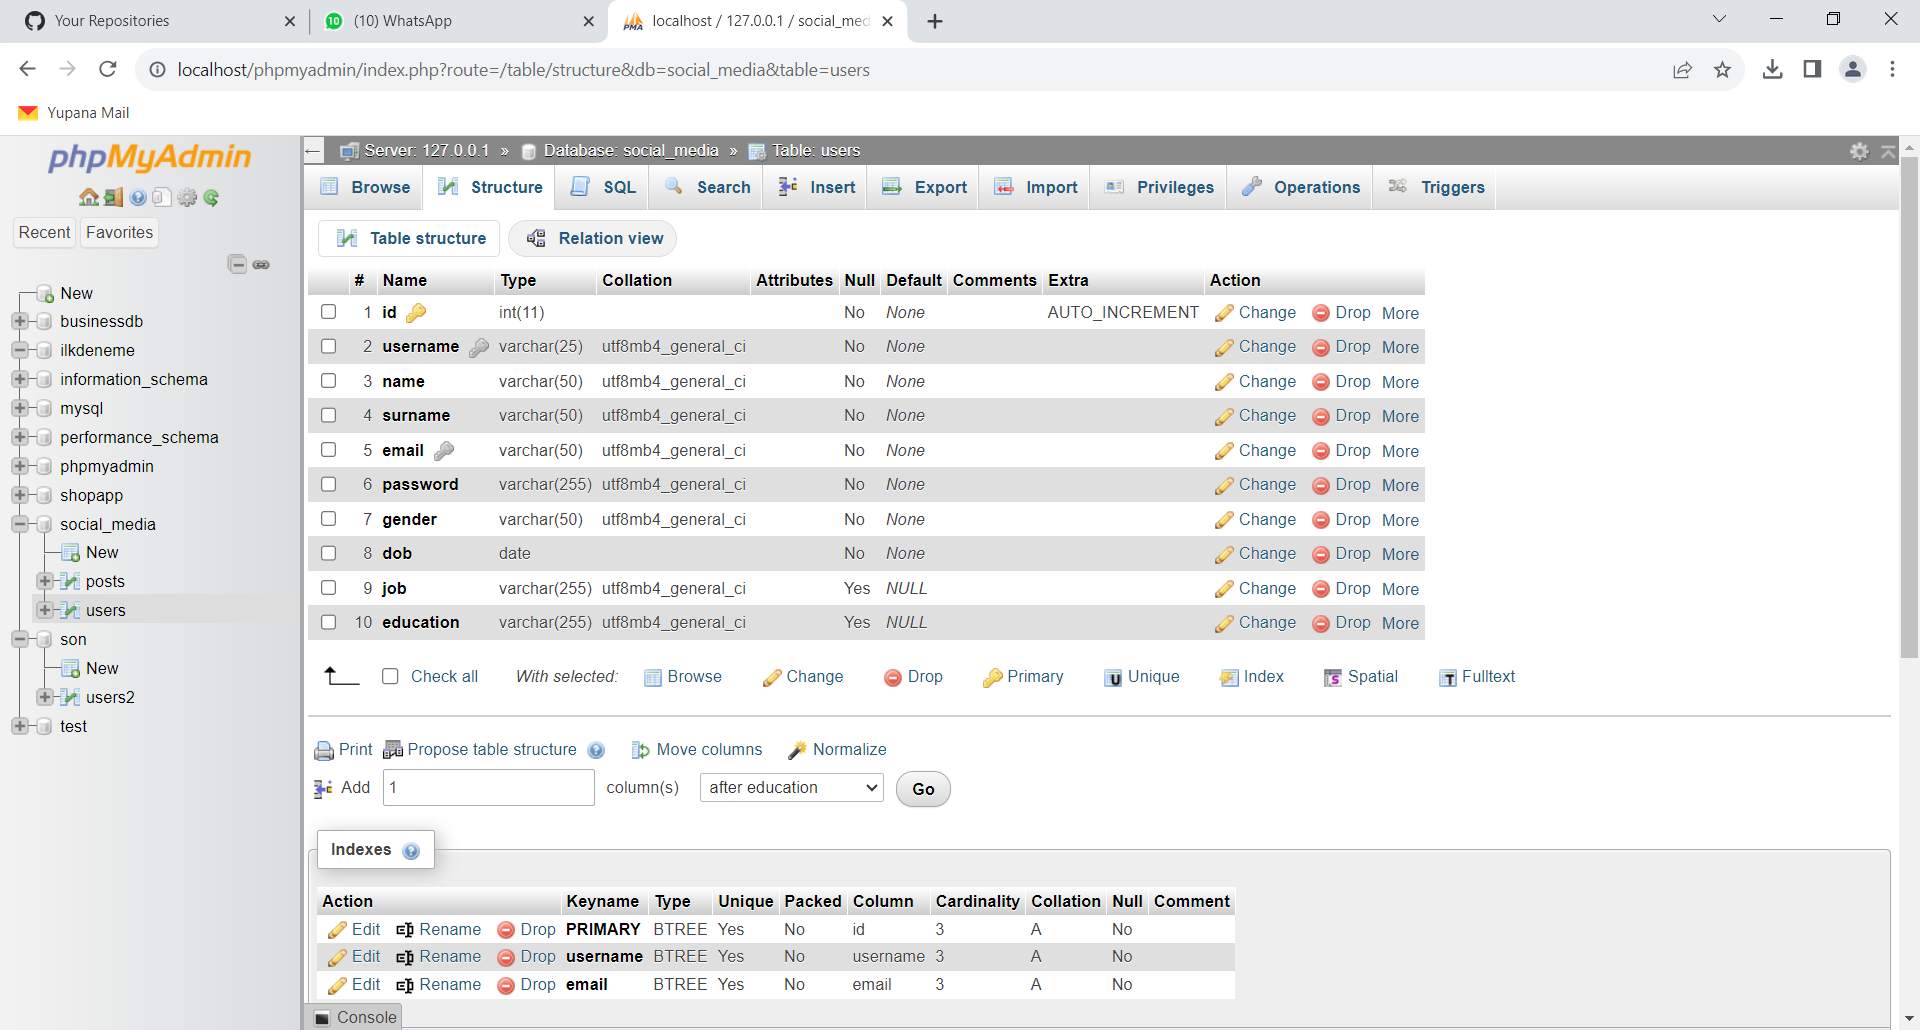 Your Repositories
10 (10) WhatsApp
PMA localhost / 127.0.0.1 / social_med
localhost/phpmyadmin/index.php?route=/table/structure&db=social_media&table=users
Yupana Mail
phpMyAdmin
Recent Favorites
New
businessdb
ilkdeneme
information_schema
mysql
performance_schema
phpmyadmin
shopapp
social_media
New
posts
users
son
New
users2
test
← Server: 127.0.0.1 » Database: social_media » Table: users
Browse Structure SQL Search Insert Export Import Privileges Operations Triggers
Table structure Relation view
# Name Type Collation Attributes Null Default Comments Extra Action
1 id int(11) No None AUTO_INCREMENT Change Drop More
2 username varchar(25) utf8mb4_general_ci No None Change Drop More
3 name varchar(50) utf8mb4_general_ci No None Change Drop More
4 surname varchar(50) utf8mb4_general_ci No None Change Drop More
5 email varchar(50) utf8mb4_general_ci No None Change Drop More
6 password varchar(255) utf8mb4_general_ci No None Change Drop More
7 gender varchar(50) utf8mb4_general_ci No None Change Drop More
8 dob date No None Change Drop More
9 job varchar(255) utf8mb4_general_ci Yes NULL Change Drop More
10 education varchar(255) utf8mb4_general_ci Yes NULL Change Drop More
Check all With selected: Browse Change Drop Primary U Unique Index S Spatial T Fulltext
Print Propose table structure Move columns Normalize
Add 1 column(s) after education Go
Indexes
Action Keyname Type Unique Packed Column Cardinality Collation Null Comment
Edit Rename Drop PRIMARY BTREE Yes No id 3 A No
Edit Rename Drop username BTREE Yes No username 3 A No
Edit Rename Drop email BTREE Yes No email 3 A No
Console